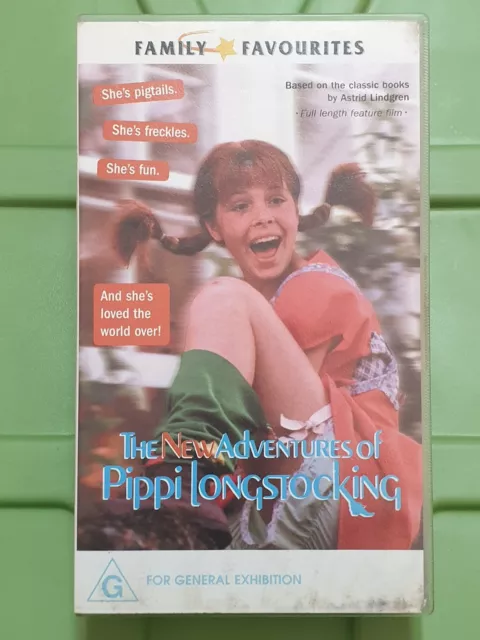 FAMILY FAVOURITES
She's pigtails.
Based on the classic books
by Astrid Lindgren
• Full length feature film •
She's freckles.
She's fun.
And she's
loved the
world over!
THE NEW ADVENTURES OF
PIPPI LONGSTOCKING
G FOR GENERAL EXHIBITION